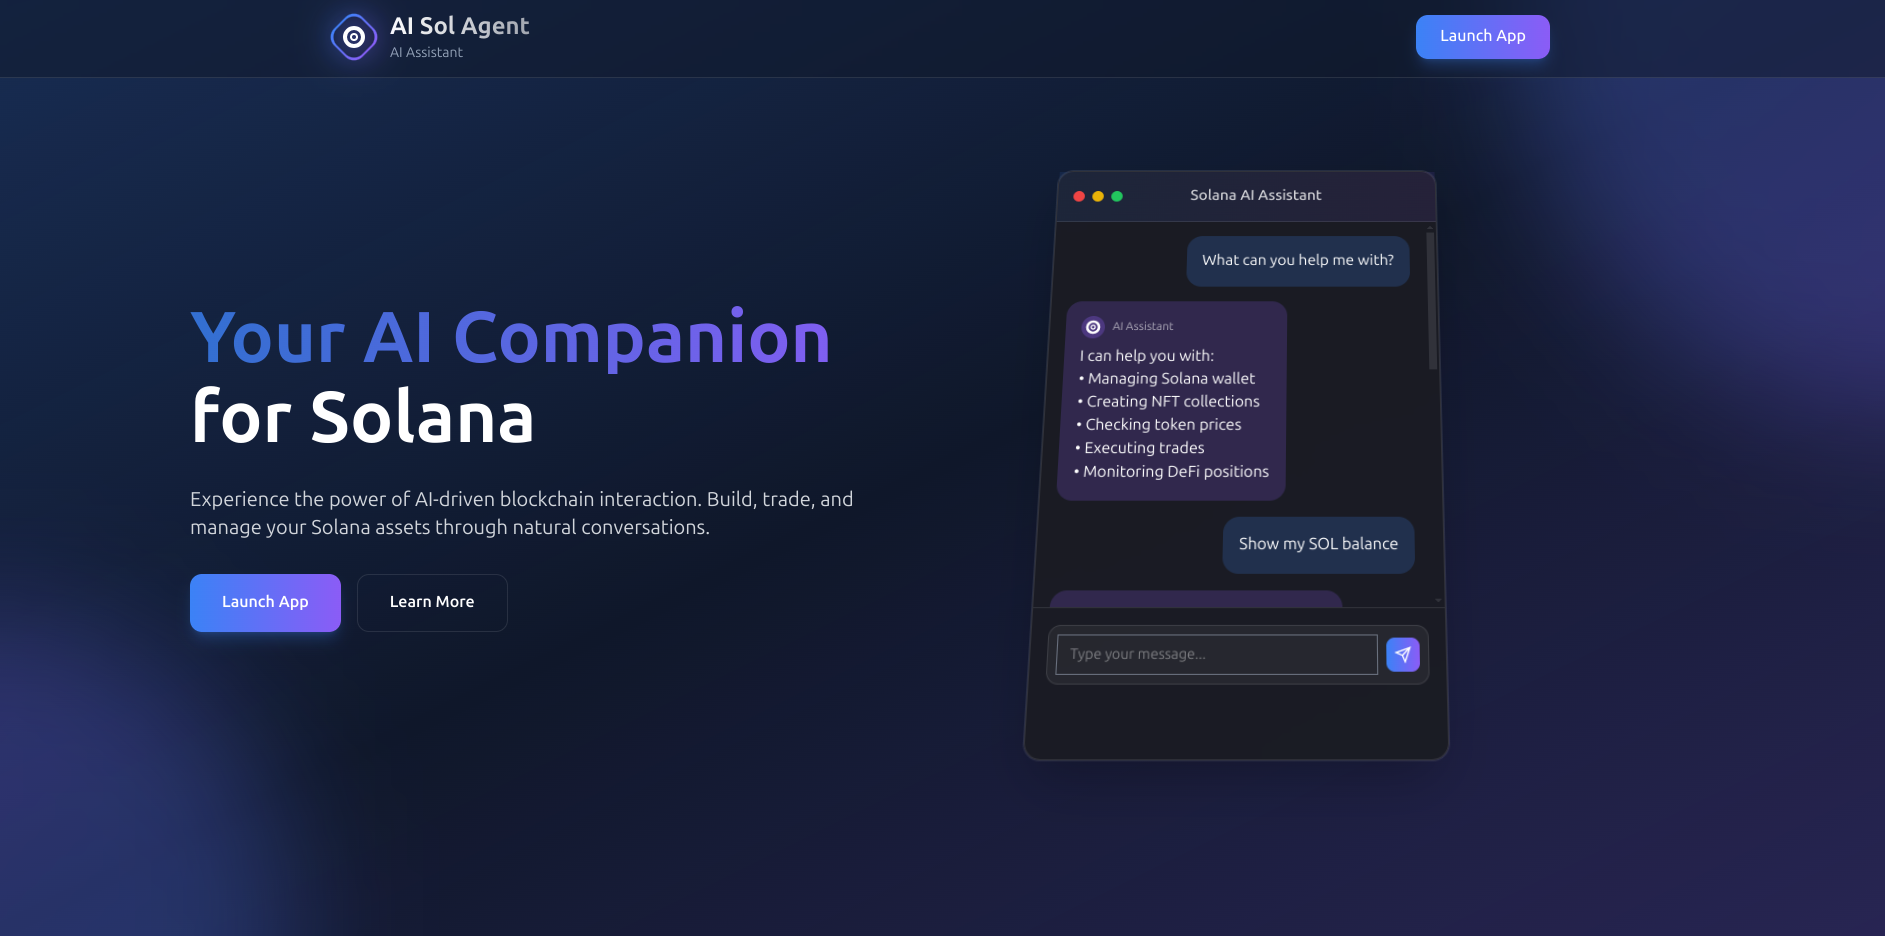 AI Sol Agent
AI Assistant
Launch App
Your AI Companion
for Solana
Experience the power of AI-driven blockchain interaction. Build, trade, and
manage your Solana assets through natural conversations.
Launch App
Learn More
Solana AI Assistant
What can you help me with?
AI Assistant
I can help you with:
• Managing Solana wallet
• Creating NFT collections
• Checking token prices
• Executing trades
• Monitoring DeFi positions
Show my SOL balance
Type your message...